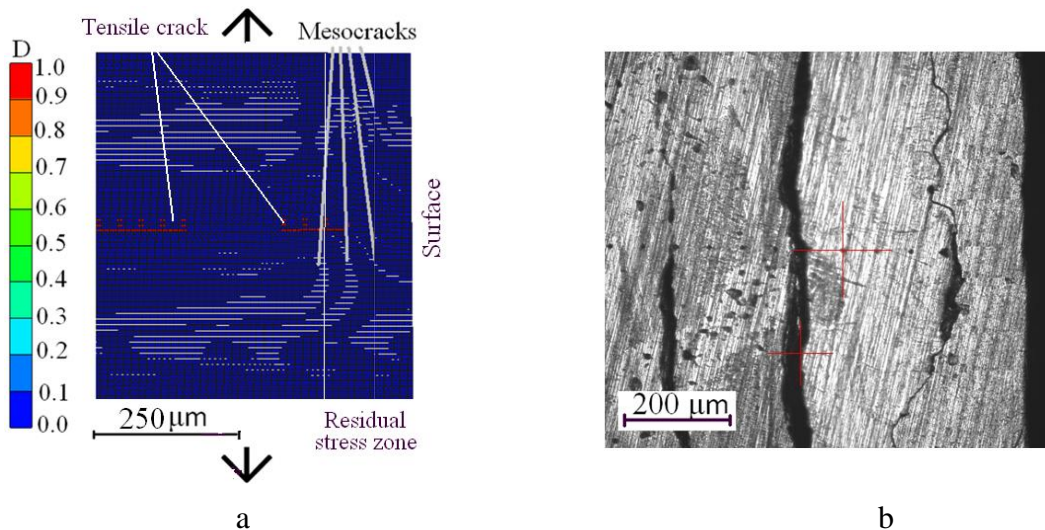 Tensile crack
Mesocracks
D
1.0
0.9
0.8
0.7
0.6
0.5
0.4
0.3
0.2
0.1
0.0
Surface
250 μm
Residual
stress zone
200 μm
a
b